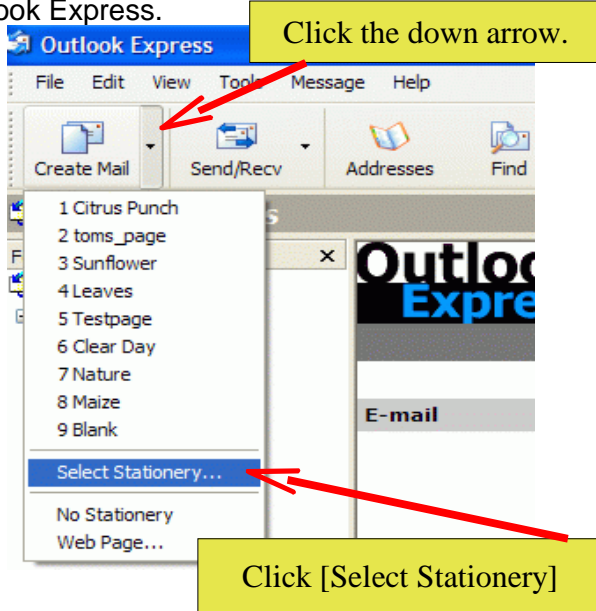 ook Express.
Outlook Express
Click the down arrow.
File Edit View Tools Message Help
Create Mail Send/Recv Addresses Find
1 Citrus Punch
2 toms_page
3 Sunflower
4 Leaves
5 Testpage
6 Clear Day
7 Nature
8 Maize
9 Blank
Select Stationery...
No Stationery
Web Page...
Outloo
Expre
E-mail
Click [Select Stationery]